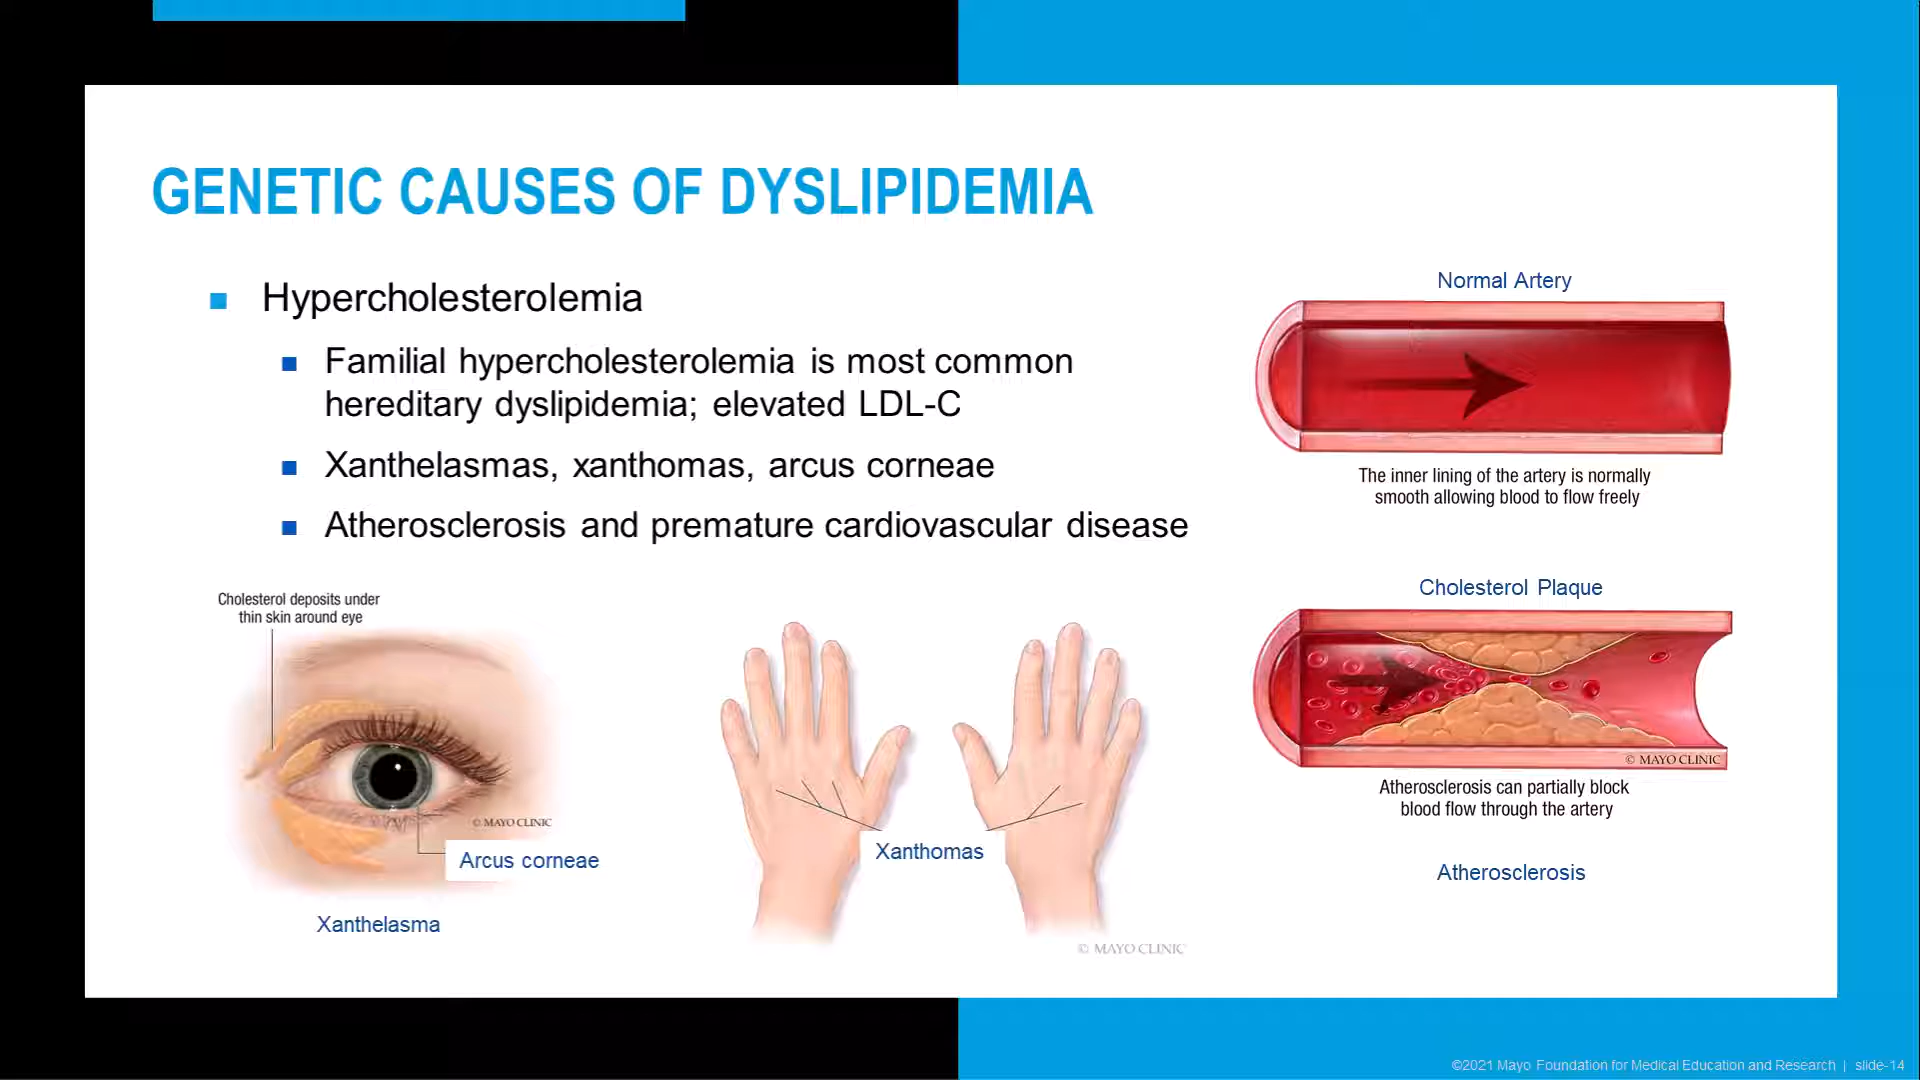 GENETIC CAUSES OF DYSLIPIDEMIA
Hypercholesterolemia
Familial hypercholesterolemia is most common
hereditary dyslipidemia; elevated LDL-C
Xanthelasmas, xanthomas, arcus corneae
Atherosclerosis and premature cardiovascular disease
Cholesterol deposits under
thin skin around eye
© MAYO CLINIC
Arcus corneae
Xanthelasma
Xanthomas
© MAYO CLINIC
Normal Artery
The inner lining of the artery is normally
smooth allowing blood to flow freely
Cholesterol Plaque
© MAYO CLINIC
Atherosclerosis can partially block
blood flow through the artery
Atherosclerosis
©2021 Mayo Foundation for Medical Education and Research | slide-14